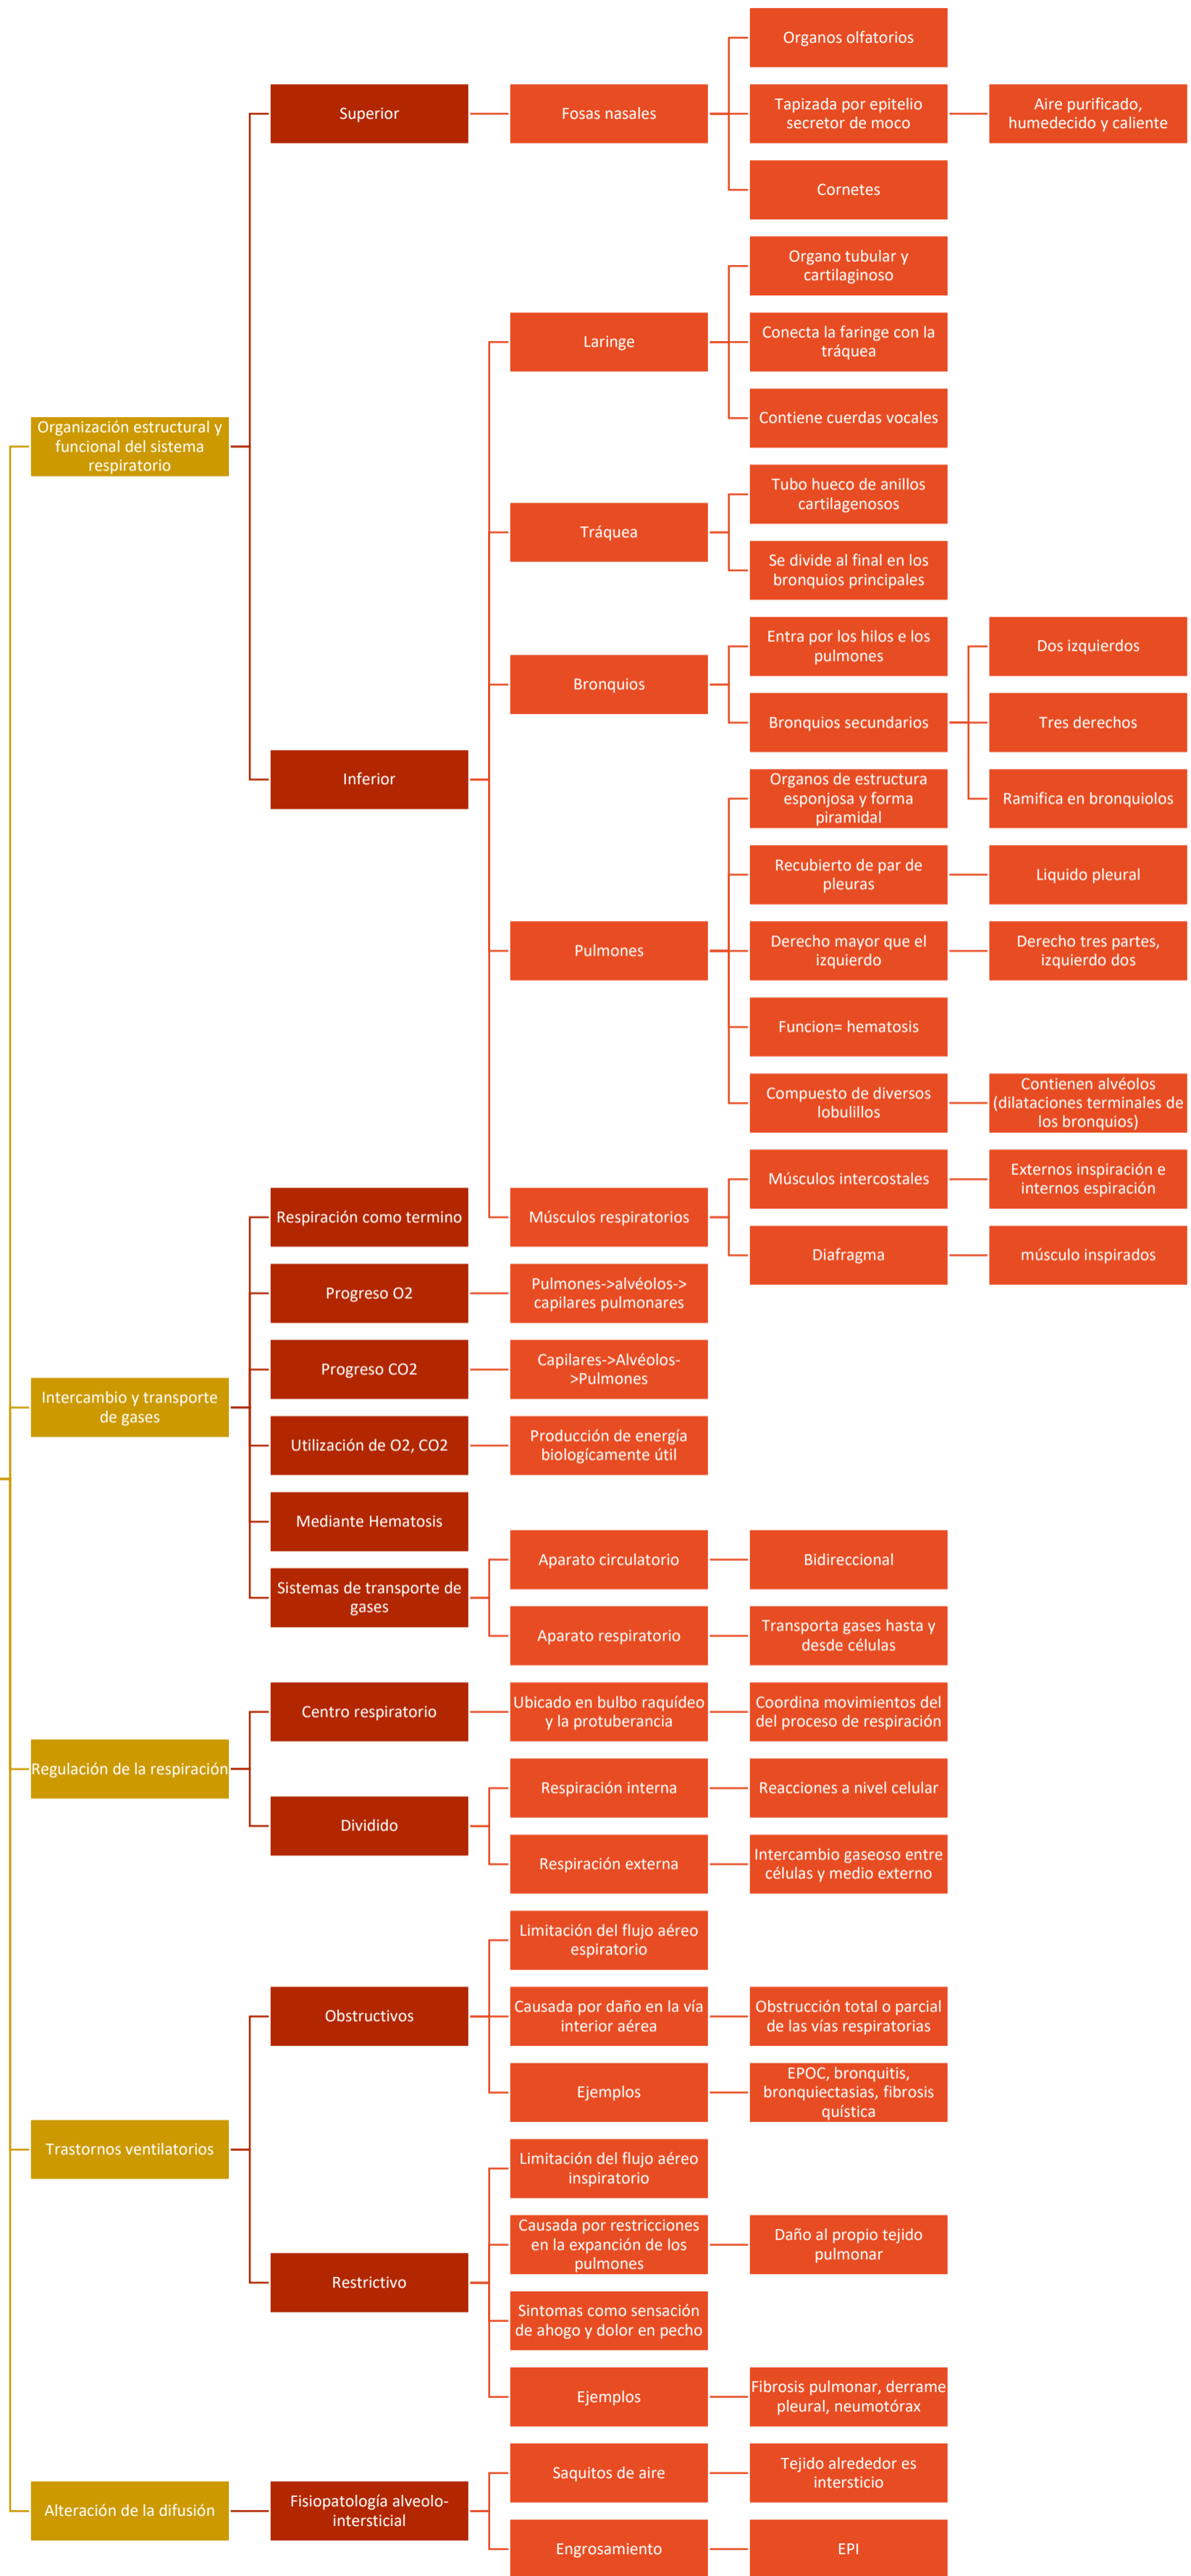 Organización estructural y
funcional del sistema
respiratorio
Superior
Fosas nasales
Organos olfatorios
Tapizada por epitelio
secretor de moco
Aire purificado,
humedecido y caliente
Cornetes
Inferior
Laringe
Organo tubular y
cartilaginoso
Conecta la faringe con la
tráquea
Contiene cuerdas vocales
Tráquea
Tubo hueco de anillos
cartilagenosos
Se divide al final en los
bronquios principales
Bronquios
Entra por los hilos e los
pulmones
Bronquios secundarios
Dos izquierdos
Tres derechos
Ramifica en bronquiolos
Pulmones
Organos de estructura
esponjosa y forma
piramidal
Recubierto de par de
pleuras
Liquido pleural
Derecho mayor que el
izquierdo
Derecho tres partes,
izquierdo dos
Funcion= hematosis
Compuesto de diversos
lobulillos
Contienen alvéolos
(dilataciones terminales de
los bronquios)
Músculos respiratorios
Músculos intercostales
Externos inspiración e
internos espiración
Diafragma
músculo inspirados
Intercambio y transporte
de gases
Respiración como termino
Progreso O2
Pulmones->alvéolos->
capilares pulmonares
Progreso CO2
Capilares->Alvéolos-
>Pulmones
Utilización de O2, CO2
Producción de energía
biologícamente útil
Mediante Hematosis
Sistemas de transporte de
gases
Aparato circulatorio
Bidireccional
Aparato respiratorio
Transporta gases hasta y
desde células
Regulación de la respiración
Centro respiratorio
Ubicado en bulbo raquídeo
y la protuberancia
Coordina movimientos del
del proceso de respiración
Dividido
Respiración interna
Reacciones a nivel celular
Respiración externa
Intercambio gaseoso entre
células y medio externo
Trastornos ventilatorios
Obstructivos
Limitación del flujo aéreo
espiratorio
Causada por daño en la vía
interior aérea
Obstrucción total o parcial
de las vías respiratorias
Ejemplos
EPOC, bronquitis,
bronquiectasias, fibrosis
quística
Restrictivo
Limitación del flujo aéreo
inspiratorio
Causada por restricciones
en la expanción de los
pulmones
Daño al propio tejido
pulmonar
Sintomas como sensación
de ahogo y dolor en pecho
Ejemplos
Fibrosis pulmonar, derrame
pleural, neumotórax
Alteración de la difusión
Fisiopatología alveolo-
intersticial
Saquitos de aire
Tejido alrededor es
intersticio
Engrosamiento
EPI